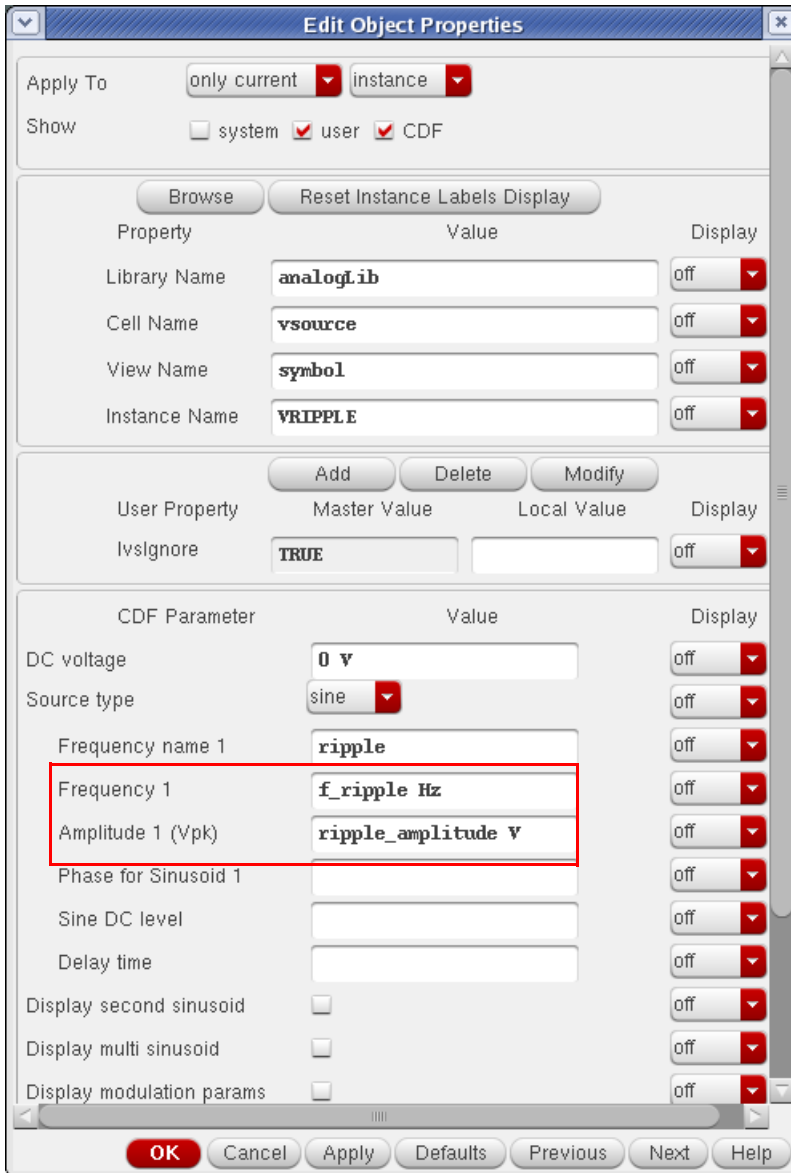 Edit Object Properties
Apply To only current instance
Show system user CDF
Browse Reset Instance Labels Display
Property Value Display
Library Name analogLib off
Cell Name vsource off
View Name symbol off
Instance Name VRIPPLE off
Add Delete Modify
User Property Master Value Local Value Display
lvsIgnore TRUE off
CDF Parameter Value Display
DC voltage 0 V off
Source type sine off
Frequency name 1 ripple off
Frequency 1 f_ripple Hz off
Amplitude 1 (Vpk) ripple_amplitude V off
Phase for Sinusoid 1 off
Sine DC level off
Delay time off
Display second sinusoid off
Display multi sinusoid off
Display modulation params off
OK Cancel Apply Defaults Previous Next Help